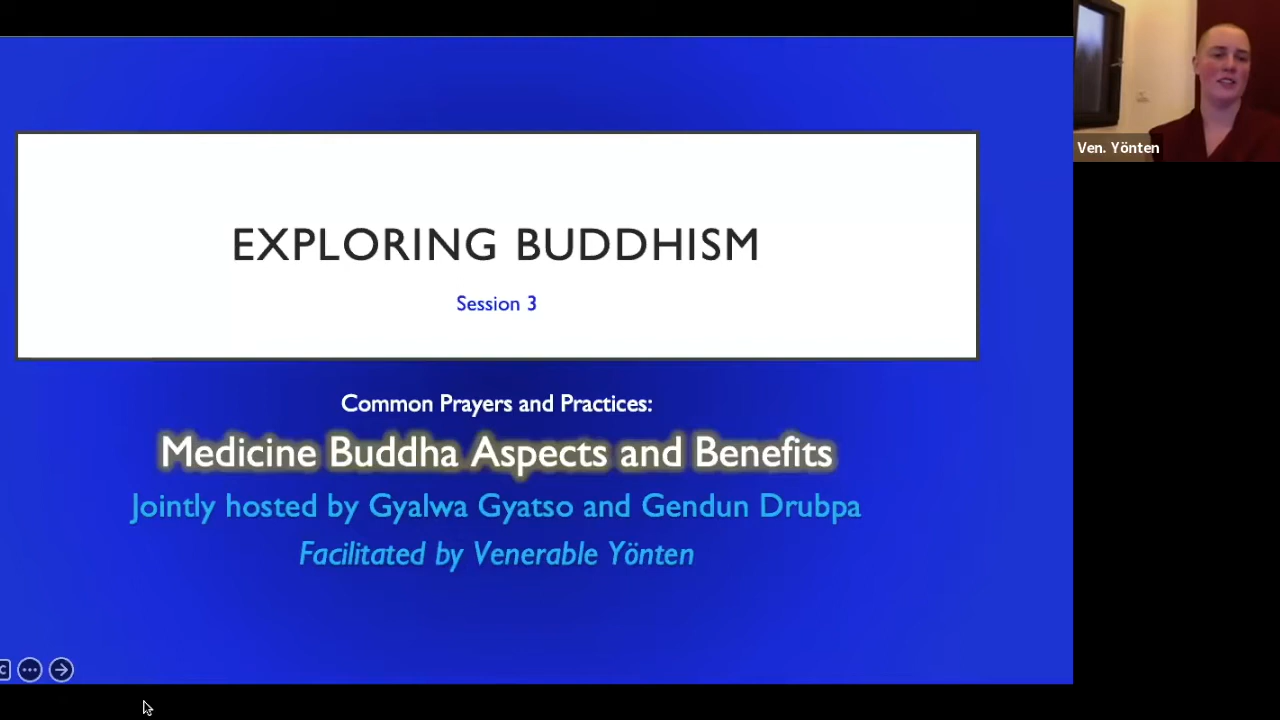 EXPLORING BUDDHISM
Session 3
Common Prayers and Practices:
Medicine Buddha Aspects and Benefits
Jointly hosted by Gyalwa Gyatso and Gendun Drubpa
Facilitated by Venerable Yönten
Ven. Yönten